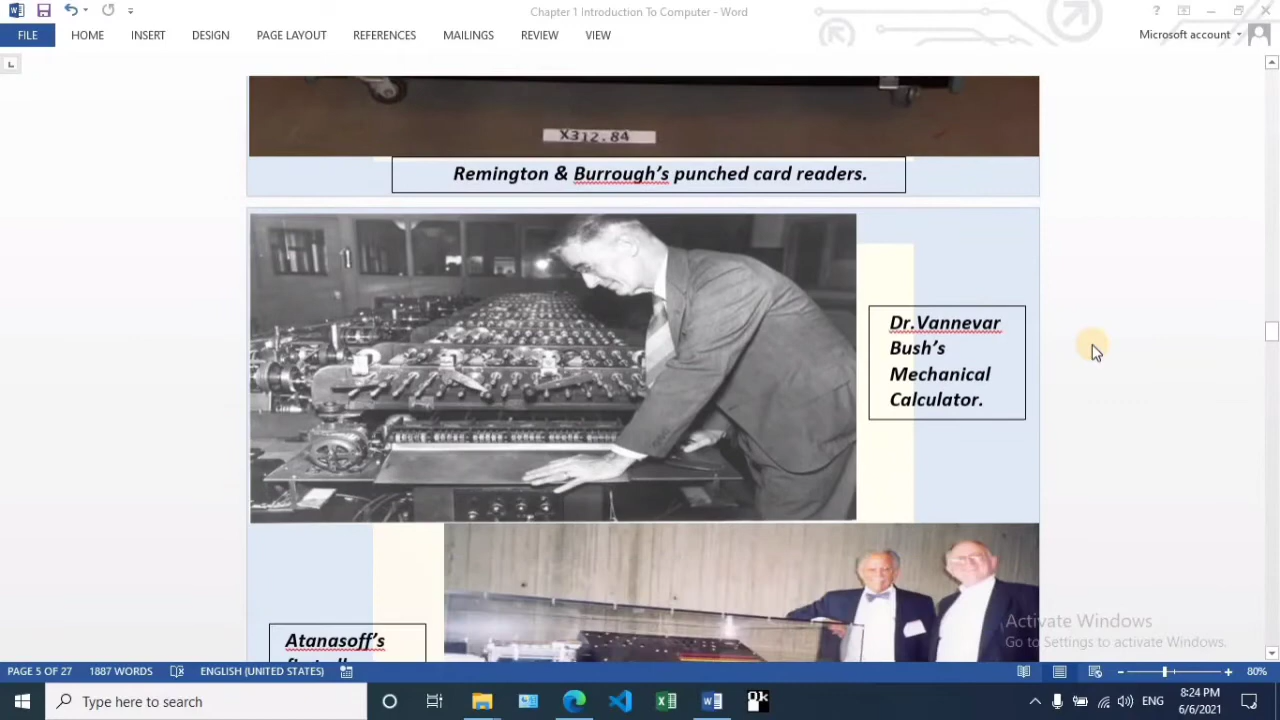 Chapter 1 Introduction To Computer - Word
FILE HOME INSERT DESIGN PAGE LAYOUT REFERENCES MAILINGS REVIEW VIEW Microsoft account
X312.84
Remington & Burrough's punched card readers.
Dr.Vannevar
Bush's
Mechanical
Calculator.
Atanasoff's
Activate Windows
Go to Settings to activate Windows.
PAGE 5 OF 27 1887 WORDS ENGLISH (UNITED STATES) 80%
Type here to search
Ok
ENG
8:24 PM
6/6/2021